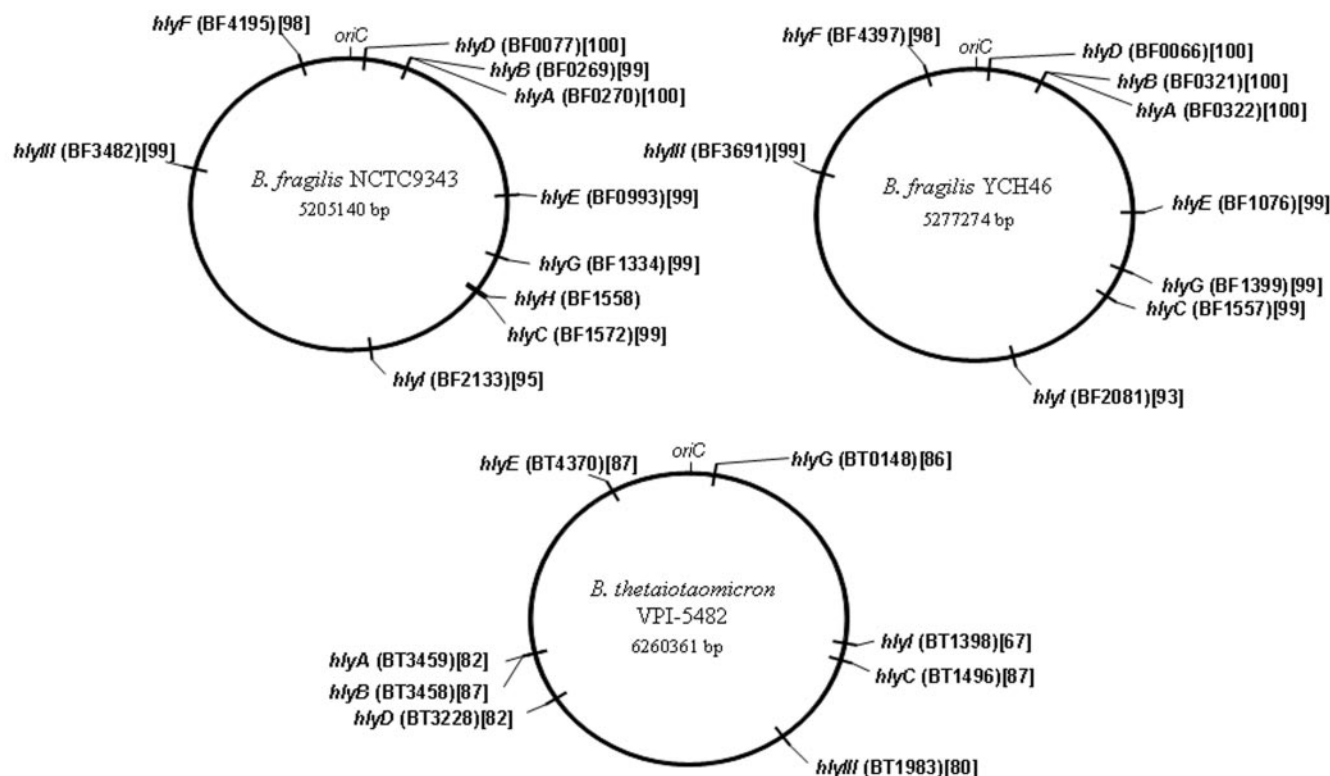 hlyF (BF4195)[98]
oriC
hlyD (BF0077)[100]
hlyB (BF0269)[99]
hlyA (BF0270)[100]
hlyIII (BF3482)[99]
B. fragilis NCTC9343
5205140 bp
hlyE (BF0993)[99]
hlyG (BF1334)[99]
hlyH (BF1558)
hlyC (BF1572)[99]
hlyI (BF2133)[95]
hlyF (BF4397)[98]
oriC
hlyD (BF0066)[100]
hlyB (BF0321)[100]
hlyA (BF0322)[100]
hlyIII (BF3691)[99]
B. fragilis YCH46
5277274 bp
hlyE (BF1076)[99]
hlyG (BF1399)[99]
hlyC (BF1557)[99]
hlyI (BF2081)[93]
hlyE (BT4370)[87]
oriC
hlyG (BT0148)[86]
B. thetaiotaomicron
VPI-5482
6260361 bp
hlyI (BT1398)[67]
hlyC (BT1496)[87]
hlyA (BT3459)[82]
hlyB (BT3458)[87]
hlyD (BT3228)[82]
hlyIII (BT1983)[80]